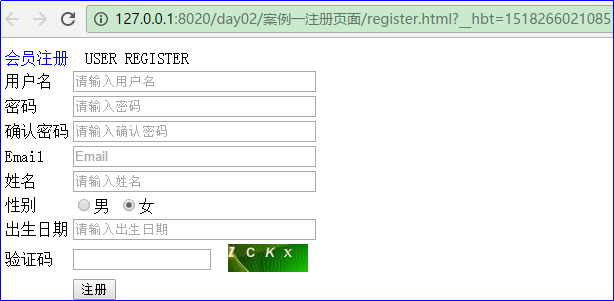 127.0.0.1:8020/day02/案例一注册页面/register.html?__hbt=1518266021085
会员注册 USER REGISTER
用户名 请输入用户名
密码 请输入密码
确认密码 请输入确认密码
Email Email
姓名 请输入姓名
性别 男 女
出生日期 请输入出生日期
验证码 ZCKX
注册